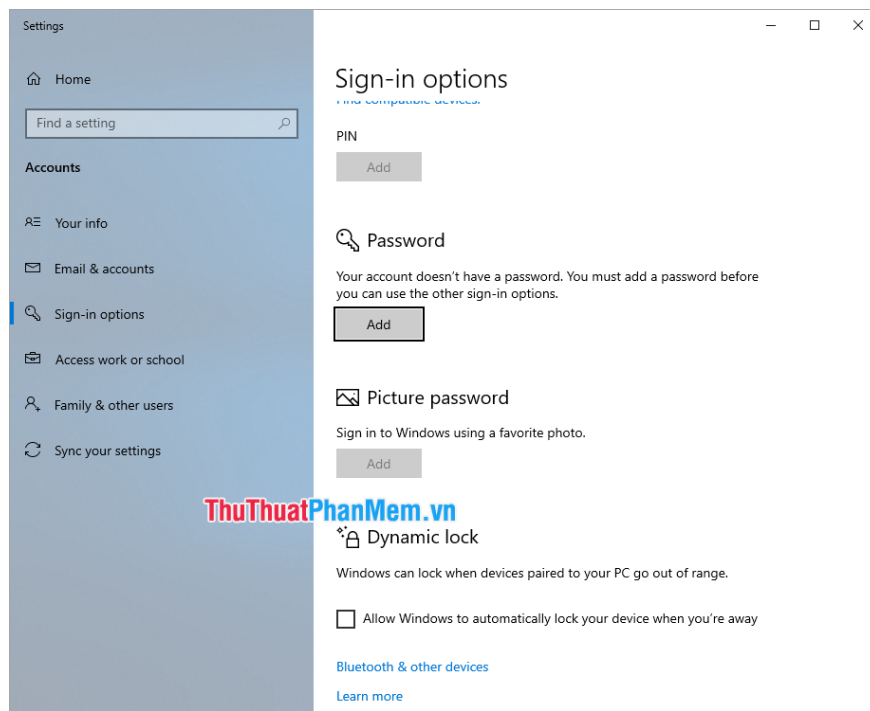 Settings
Home
Find a setting
Accounts
Your info
Email & accounts
Sign-in options
Access work or school
Family & other users
Sync your settings
Sign-in options
Find compatible devices.
PIN
Add
Password
Your account doesn't have a password. You must add a password before
you can use the other sign-in options.
Add
Picture password
Sign in to Windows using a favorite photo.
Add
ThuThuatPhanMem.vn
Dynamic lock
Windows can lock when devices paired to your PC go out of range.
Allow Windows to automatically lock your device when you're away
Bluetooth & other devices
Learn more